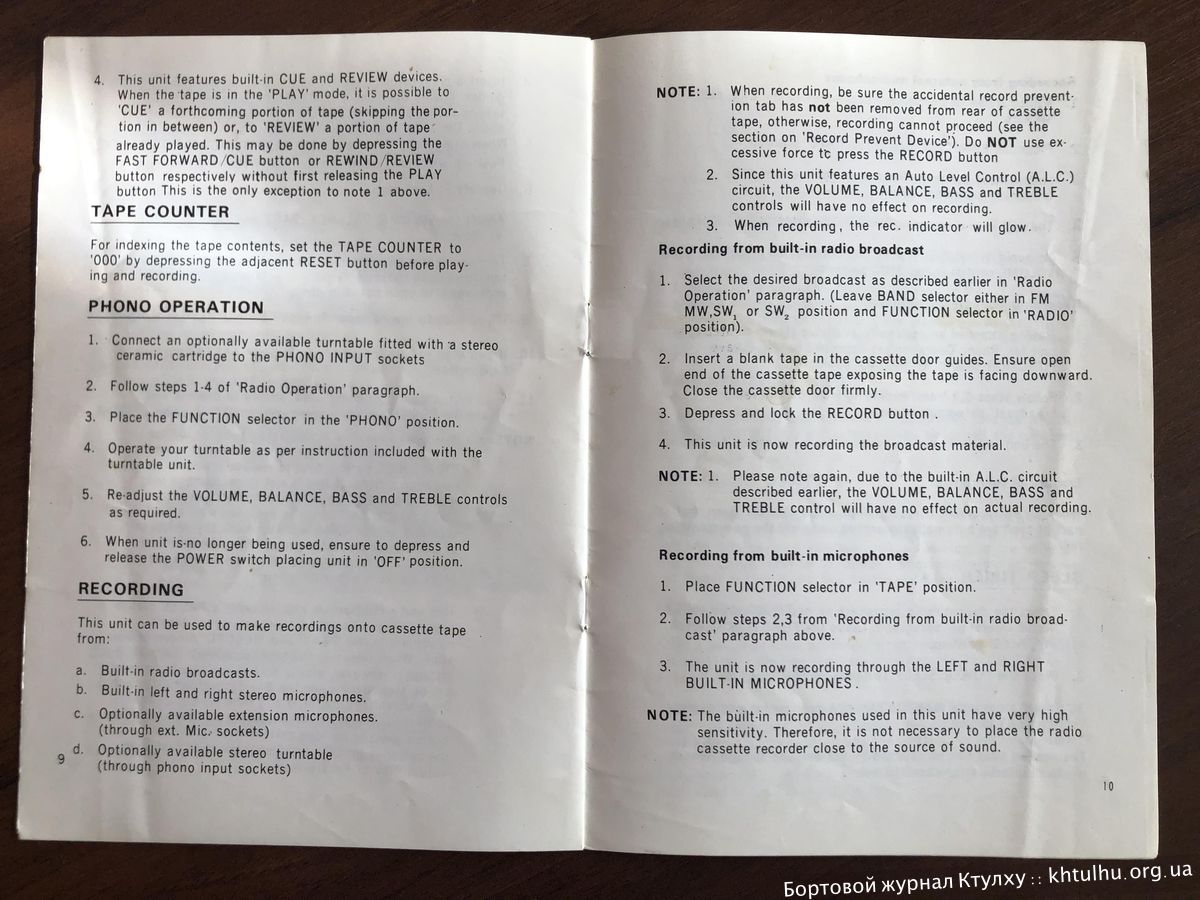 4. This unit features built-in CUE and REVIEW devices.
When the tape is in the 'PLAY' mode, it is possible to
'CUE' a forthcoming portion of tape (skipping the por-
tion in between) or, to 'REVIEW' a portion of tape
already played. This may be done by depressing the
FAST FORWARD/CUE button or REWIND/REVIEW
button respectively without first releasing the PLAY
button This is the only exception to note 1 above.
TAPE COUNTER
For indexing the tape contents, set the TAPE COUNTER to
'000' by depressing the adjacent RESET button before play-
ing and recording.
PHONO OPERATION
1. Connect an optionally available turntable fitted with a stereo
ceramic cartridge to the PHONO INPUT sockets
2. Follow steps 1-4 of 'Radio Operation' paragraph.
3. Place the FUNCTION selector in the 'PHONO' position.
4. Operate your turntable as per instruction included with the
turntable unit.
5. Re-adjust the VOLUME, BALANCE, BASS and TREBLE controls
as required.
6. When unit is no longer being used, ensure to depress and
release the POWER switch placing unit in 'OFF' position.
RECORDING
This unit can be used to make recordings onto cassette tape
from:
a. Built-in radio broadcasts.
b. Built-in left and right stereo microphones.
c. Optionally available extension microphones.
(through ext. Mic. sockets)
d. Optionally available stereo turntable
(through phono input sockets)
9
NOTE: 1. When recording, be sure the accidental record prevent-
ion tab has not been removed from rear of cassette
tape, otherwise, recording cannot proceed (see the
section on 'Record Prevent Device'). Do NOT use ex-
cessive force to press the RECORD button
2. Since this unit features an Auto Level Control (A.L.C.)
circuit, the VOLUME, BALANCE, BASS and TREBLE
controls will have no effect on recording.
3. When recording, the rec. indicator will glow.
Recording from built-in radio broadcast
1. Select the desired broadcast as described earlier in 'Radio
Operation' paragraph. (Leave BAND selector either in FM
MW,SW₁ or SW₂ position and FUNCTION selector in 'RADIO'
position).
2. Insert a blank tape in the cassette door guides. Ensure open
end of the cassette tape exposing the tape is facing downward.
Close the cassette door firmly.
3. Depress and lock the RECORD button .
4. This unit is now recording the broadcast material.
NOTE: 1. Please note again, due to the built-in A.L.C. circuit
described earlier, the VOLUME, BALANCE, BASS and
TREBLE control will have no effect on actual recording.
Recording from built-in microphones
1. Place FUNCTION selector in 'TAPE' position.
2. Follow steps 2,3 from 'Recording from built-in radio broad-
cast' paragraph above.
3. The unit is now recording through the LEFT and RIGHT
BUILT-IN MICROPHONES.
NOTE: The built-in microphones used in this unit have very high
sensitivity. Therefore, it is not necessary to place the radio
cassette recorder close to the source of sound.
10
Бортовой журнал Ктулху :: khtulhu.org.ua